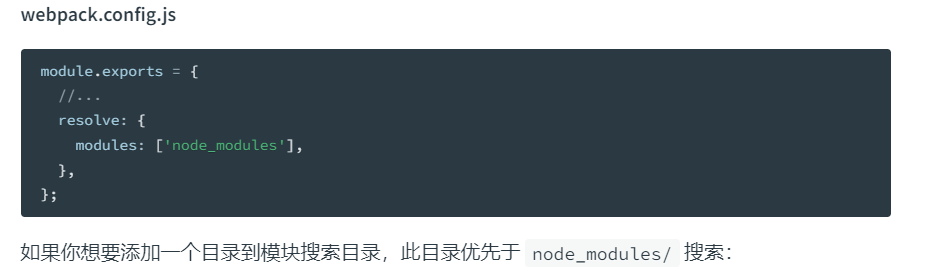 webpack.config.js
module.exports = {
  //...
  resolve: {
    modules: ['node_modules'],
  },
};
如果你想要添加一个目录到模块搜索目录，此目录优先于 node_modules/ 搜索：